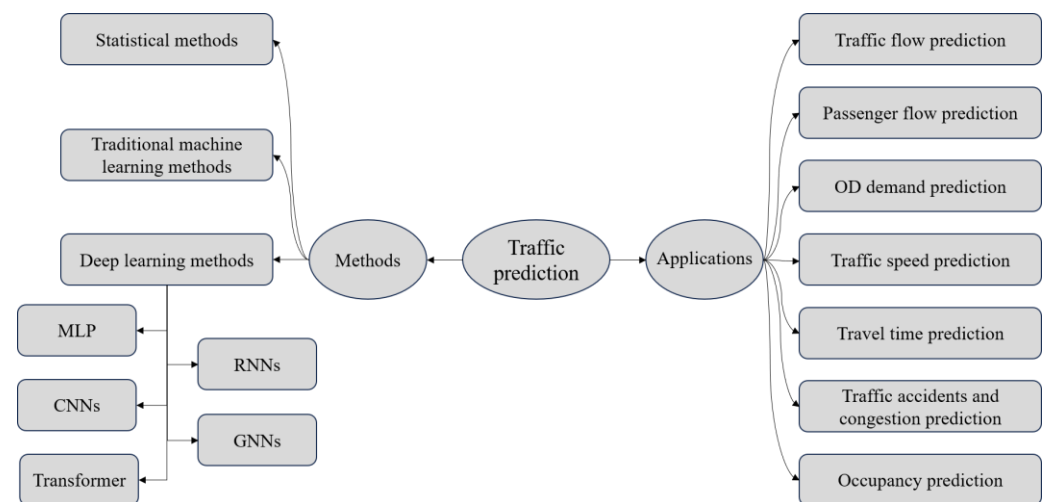 Statistical methods
Traditional machine
learning methods
Deep learning methods
MLP
RNNs
CNNs
GNNs
Transformer
Methods
Traffic
prediction
Applications
Traffic flow prediction
Passenger flow prediction
OD demand prediction
Traffic speed prediction
Travel time prediction
Traffic accidents and
congestion prediction
Occupancy prediction